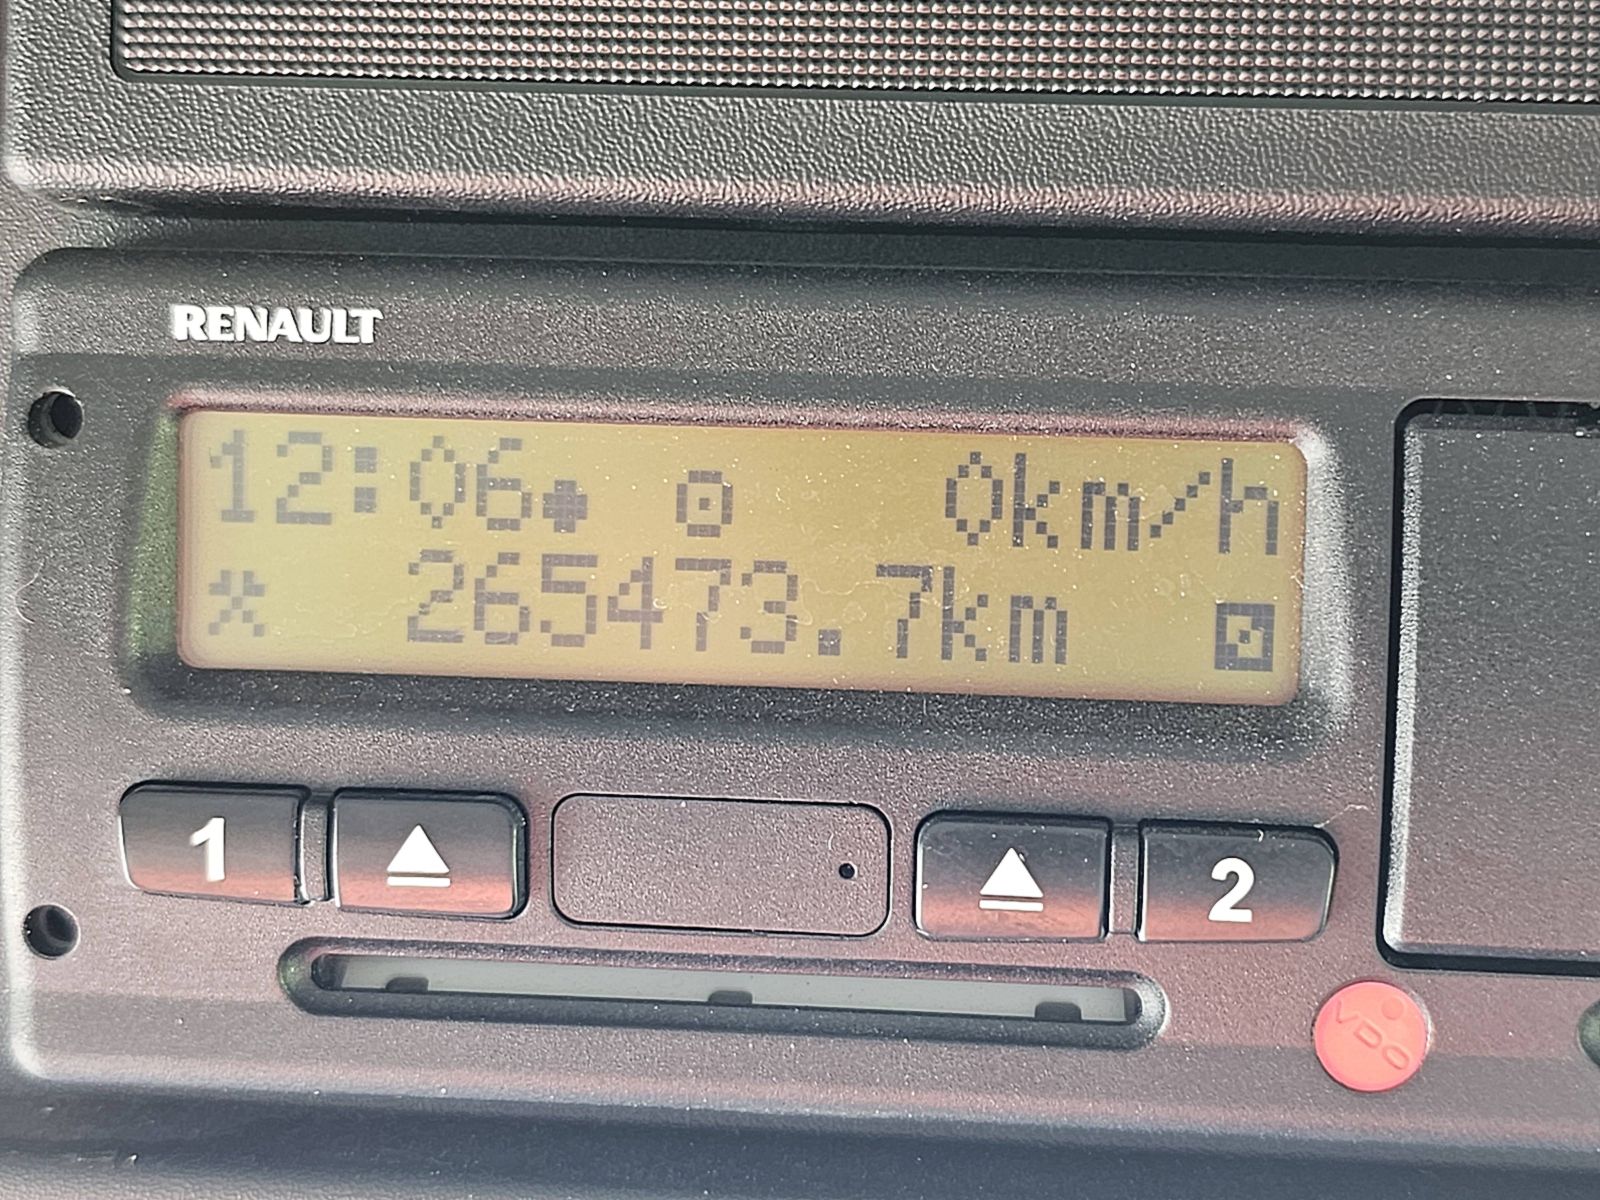 RENAULT
12:06 0km/h
265473.7km
1 2
VDO